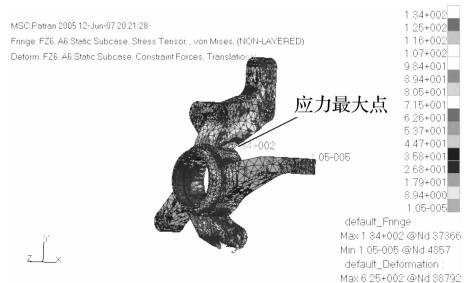 MSC.Patran 2005 12-Jun-07 20:21:28
Fringe: FZ6, A6:Static Subcase, Stress Tensor, , von Mises, (NON-LAYERED)
Deform: FZ6, A6:Static Subcase, Constraint Forces, Translational
应力最大点
4+002
1.05-005
1.34+002
1.25+002
1.16+002
1.07+002
9.84+001
8.94+001
8.05+001
7.15+001
6.26+001
5.37+001
4.47+001
3.58+001
2.68+001
1.79+001
8.94+000
1.05-005
default_Fringe :
Max 1.34+002 @Nd 37366
Min 1.05-005 @Nd 4857
default_Deformation :
Max 6.25+002 @Nd 38792
Y
Z
X